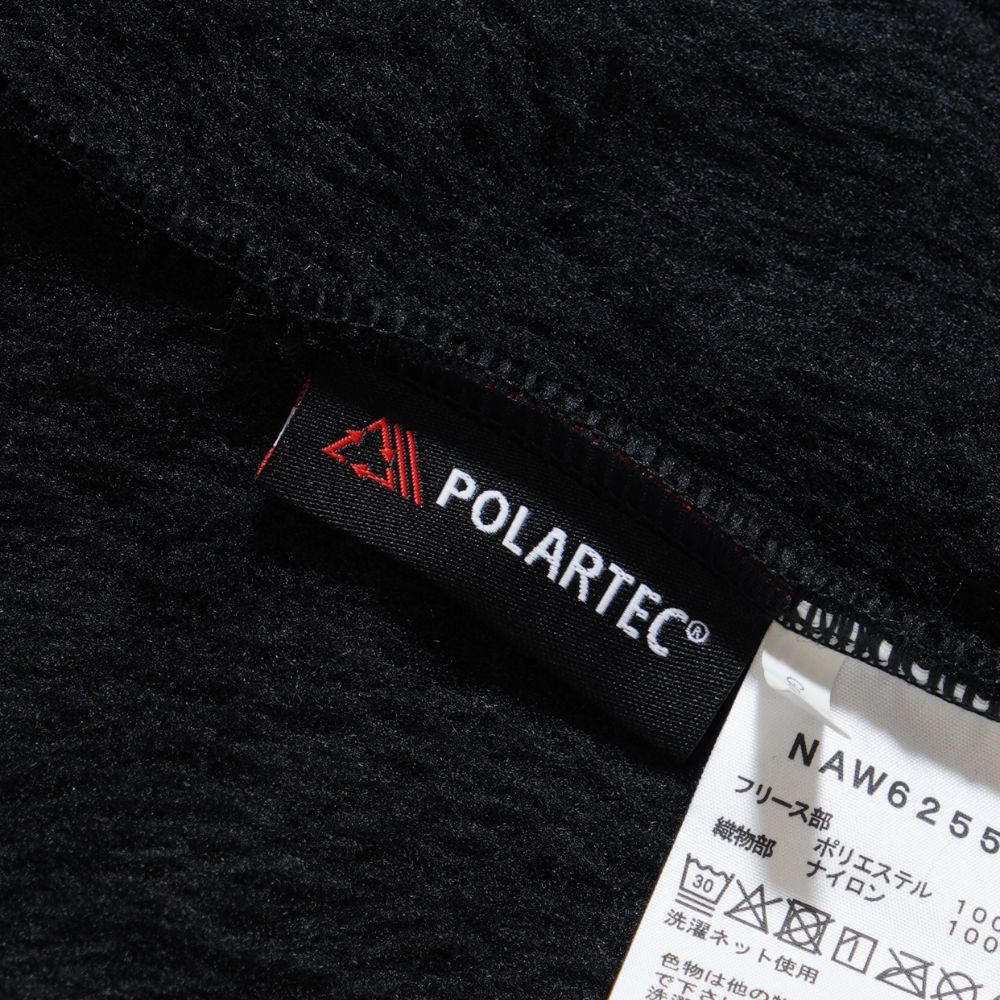 POLARTEC®
NAW6255
フリース部 ポリエステル 100
織物部 ナイロン 100
30
洗濯ネット使用
色物は他の
で下さい